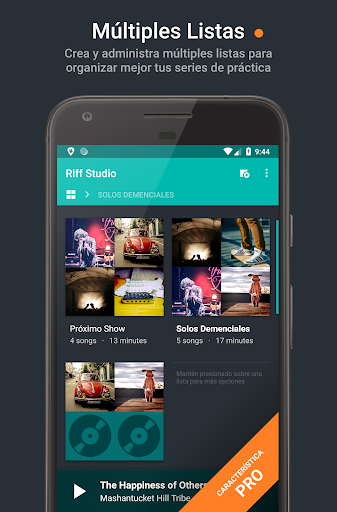 Múltiples Listas
Crea y administra múltiples listas para
organizar mejor tus series de práctica
9:44
Riff Studio
SOLOS DEMENCIALES
Próximo Show
4 songs · 13 minutes
Solos Demenciales
5 songs · 17 minutes
Mantén presionado sobre una
lista para más opciones
The Happiness of Others
Mashantucket Hill Tribe
CARACTERÍSTICA
PRO